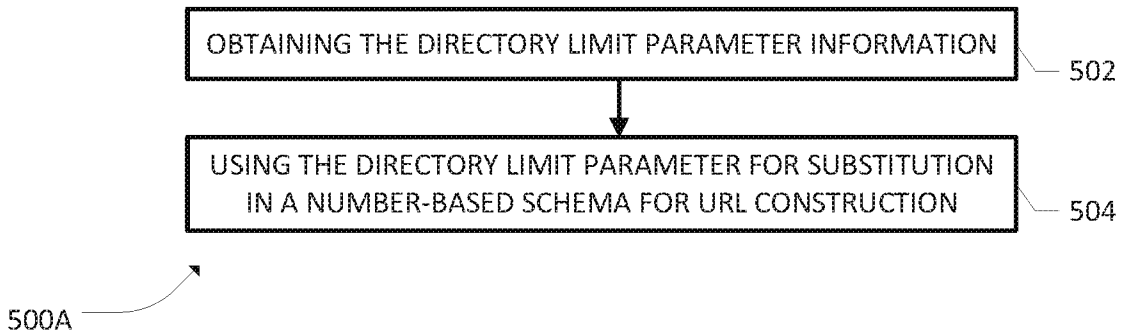 OBTAINING THE DIRECTORY LIMIT PARAMETER INFORMATION
502
USING THE DIRECTORY LIMIT PARAMETER FOR SUBSTITUTION
IN A NUMBER-BASED SCHEMA FOR URL CONSTRUCTION
504
500A